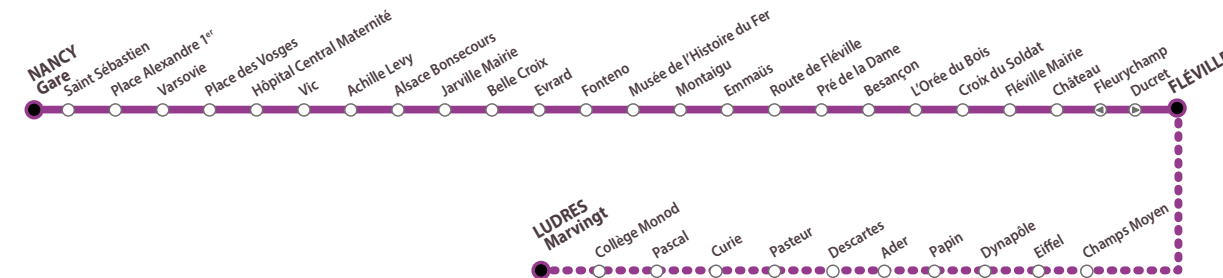 NANCY
Gare
Saint Sébastien
Place Alexandre 1er
Varsovie
Place des Vosges
Hôpital Central Maternité
Vic
Achille Levy
Alsace Bonsecours
Jarville Mairie
Belle Croix
Evrard
Fonteno
Musée de l'Histoire du Fer
Montaigu
Emmaüs
Route de Fléville
Pré de la Dame
Besançon
L'Orée du Bois
Croix du Soldat
Fléville Mairie
Château
Fleurychamp
Ducret
FLÉVILLE
LUDRES
Marvingt
Collège Monod
Pascal
Curie
Pasteur
Descartes
Ader
Papin
Dynapôle
Eiffel
Champs Moyen